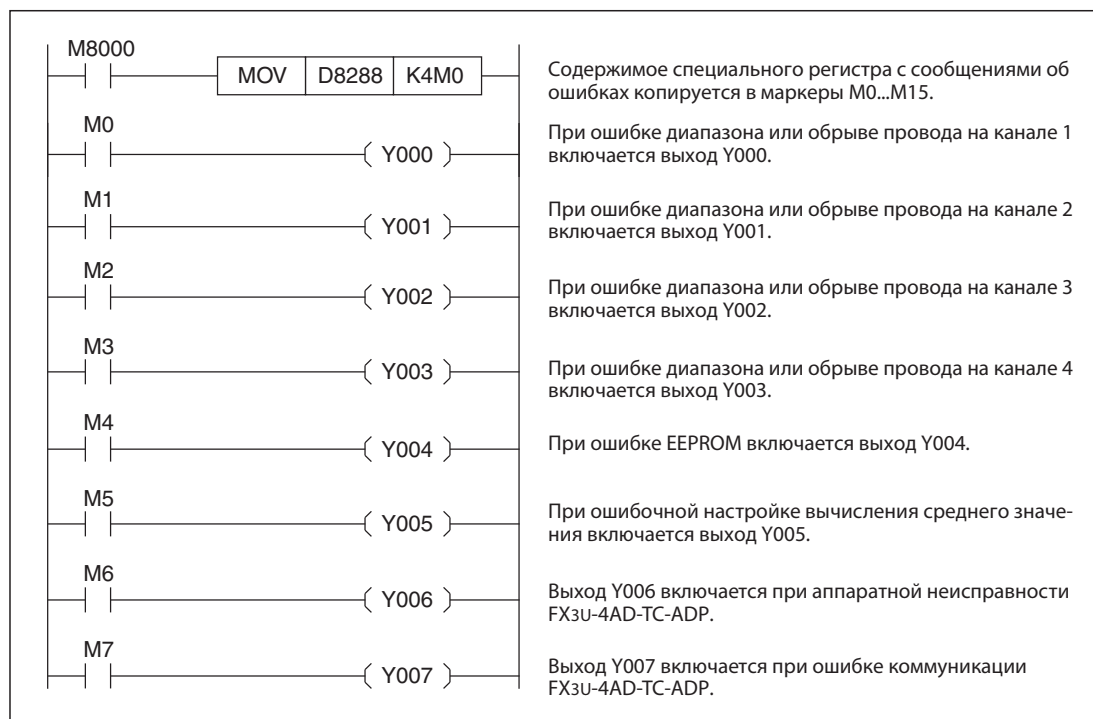 M8000
MOV D8288 K4M0
Содержимое специального регистра с сообщениями об
ошибках копируется в маркеры M0...M15.
M0
Y000
При ошибке диапазона или обрыве провода на канале 1
включается выход Y000.
M1
Y001
При ошибке диапазона или обрыве провода на канале 2
включается выход Y001.
M2
Y002
При ошибке диапазона или обрыве провода на канале 3
включается выход Y002.
M3
Y003
При ошибке диапазона или обрыве провода на канале 4
включается выход Y003.
M4
Y004
При ошибке EEPROM включается выход Y004.
M5
Y005
При ошибочной настройке вычисления среднего значе-
ния включается выход Y005.
M6
Y006
Выход Y006 включается при аппаратной неисправности
FX3U-4AD-TC-ADP.
M7
Y007
Выход Y007 включается при ошибке коммуникации
FX3U-4AD-TC-ADP.